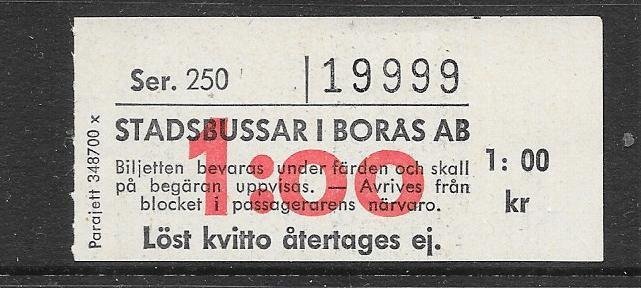 Ser. 250 19999
STADSBUSSAR I BORÅS AB
1:00
Biljetten bevaras under färden och skall
på begäran uppvisas. — Avrives från
blocket i passagerarens närvaro.
Löst kvitto återtages ej.
1: 00
kr
Parajett 348700 x